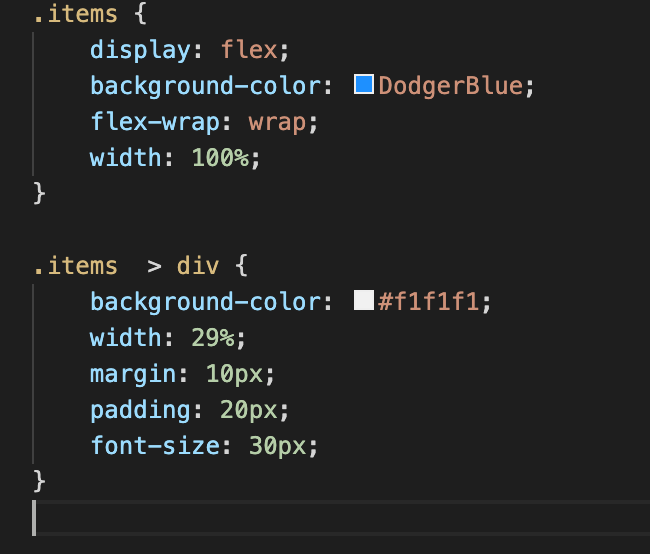 .items {
display: flex;
background-color: DodgerBlue;
flex-wrap: wrap;
width: 100%;
}
.items  > div {
background-color: #f1f1f1;
width: 29%;
margin: 10px;
padding: 20px;
font-size: 30px;
}